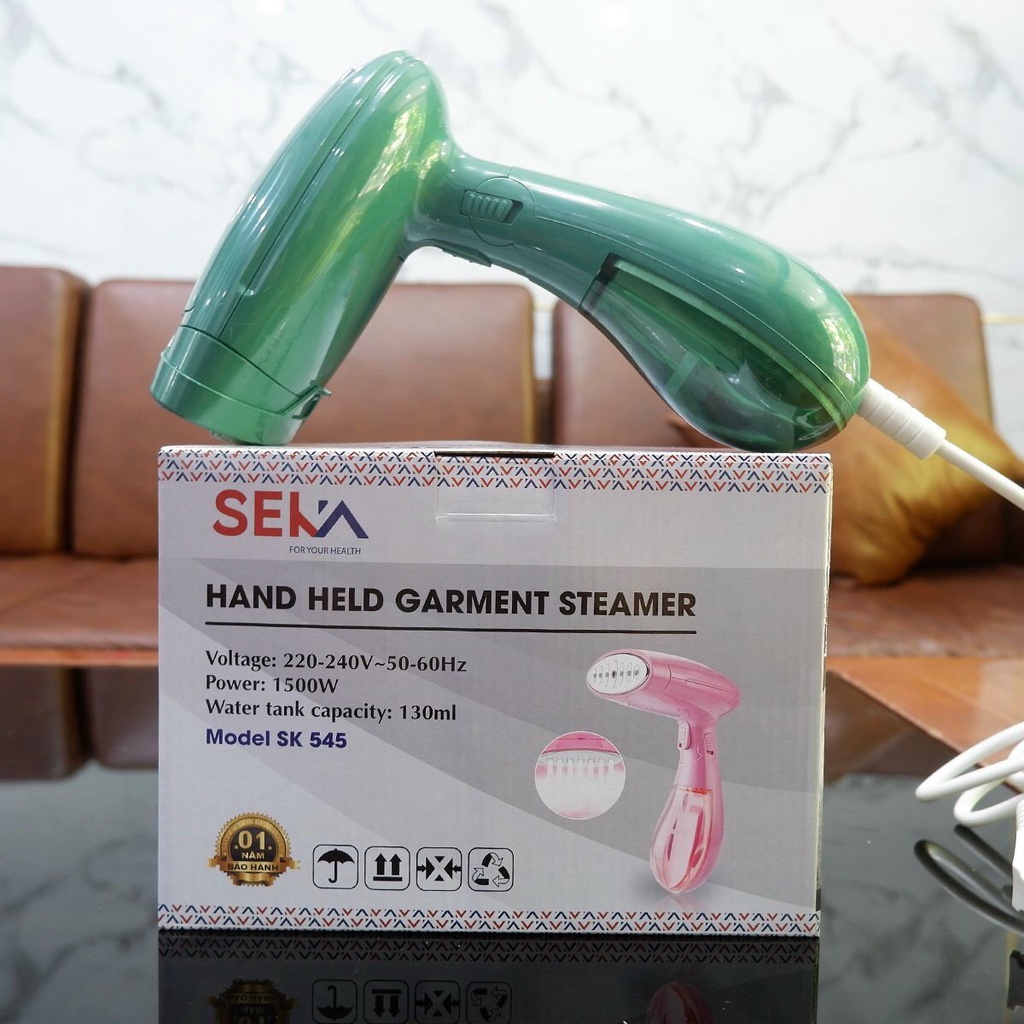 SEKA
FOR YOUR HEALTH
HAND HELD GARMENT STEAMER
Voltage: 220-240V~50-60Hz
Power: 1500W
Water tank capacity: 130ml
Model SK 545
01
NĂM
BẢO HÀNH